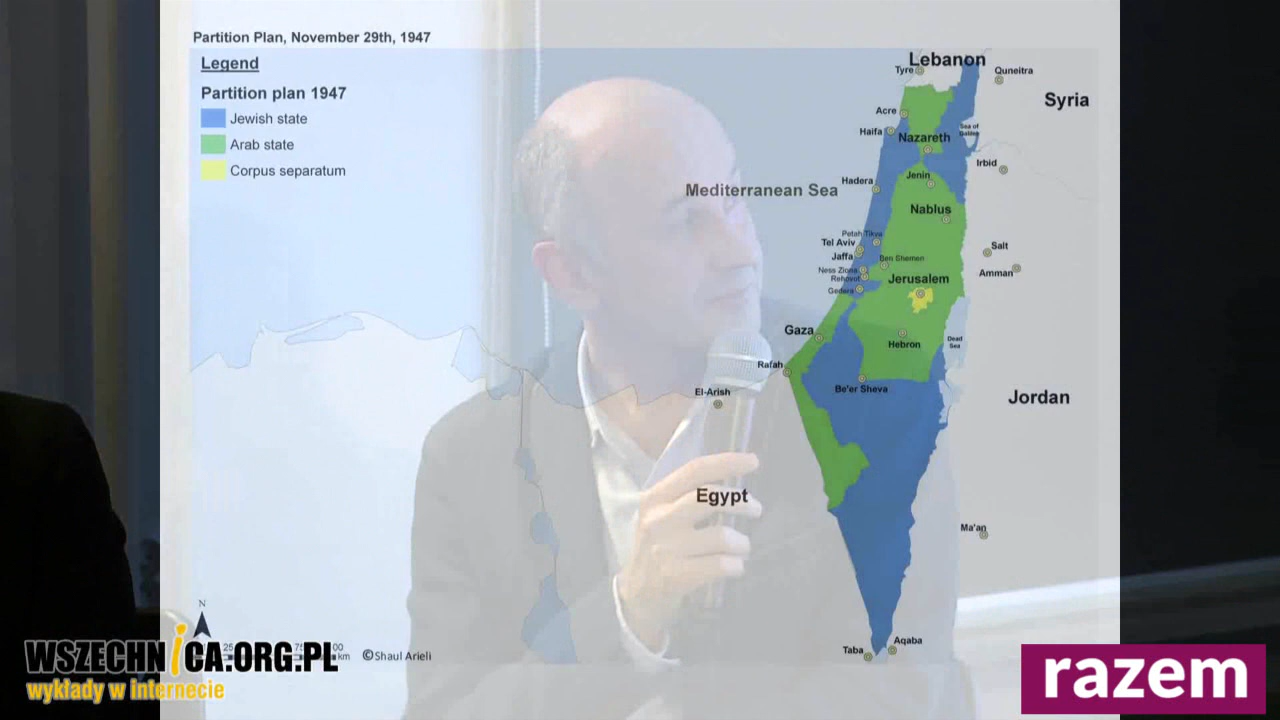 Partition Plan, November 29th, 1947
Legend
Partition plan 1947
Jewish state
Arab state
Corpus separatum
Lebanon
Tyre
Quneitra
Syria
Acre
Haifa
Sea of
Galilee
Nazareth
Irbid
Jenin
Hadera
Mediterranean Sea
Nablus
Petah Tikva
Tel Aviv
Salt
Jaffa
Ben Shemen
Ness Ziona
Amman
Rehovot
Jerusalem
Gedera
Gaza
Hebron
Dead
Sea
Rafah
Be'er Sheva
El-Arish
Jordan
Egypt
Ma'an
N
km
©Shaul Arieli
Taba
Aqaba
WSZECHNICA.ORG.PL
wykłady w internecie
razem